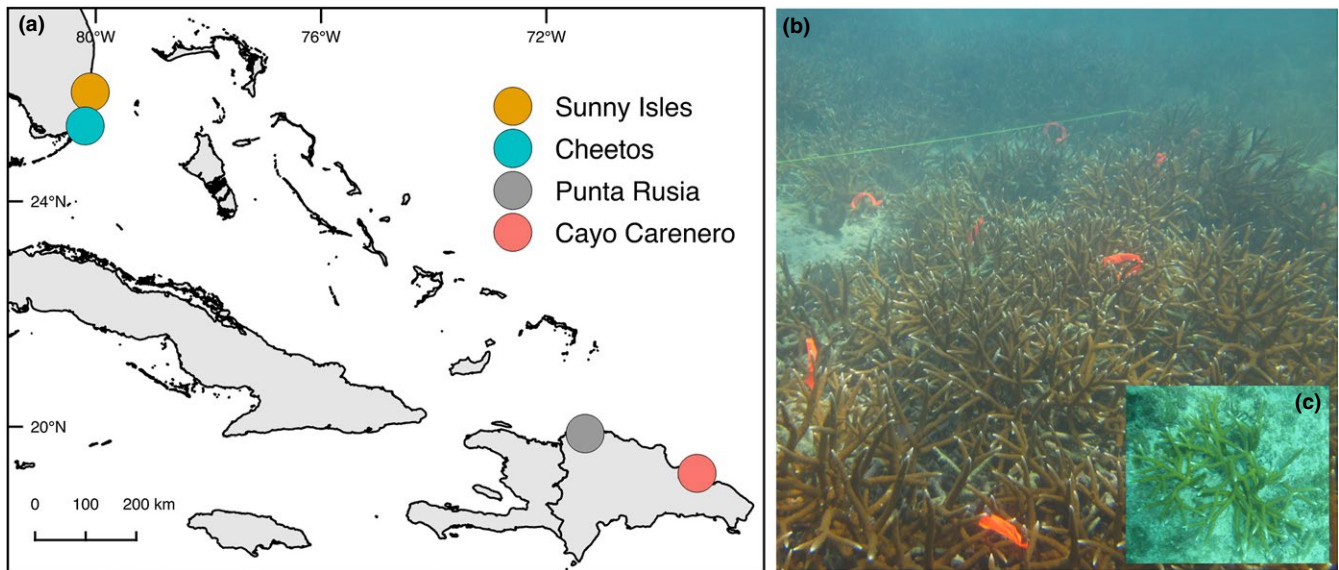 (a)
80°W 76°W 72°W
Sunny Isles
Cheetos
Punta Rusia
Cayo Carenero
24°N
20°N
0 100 200 km
(b)
(c)